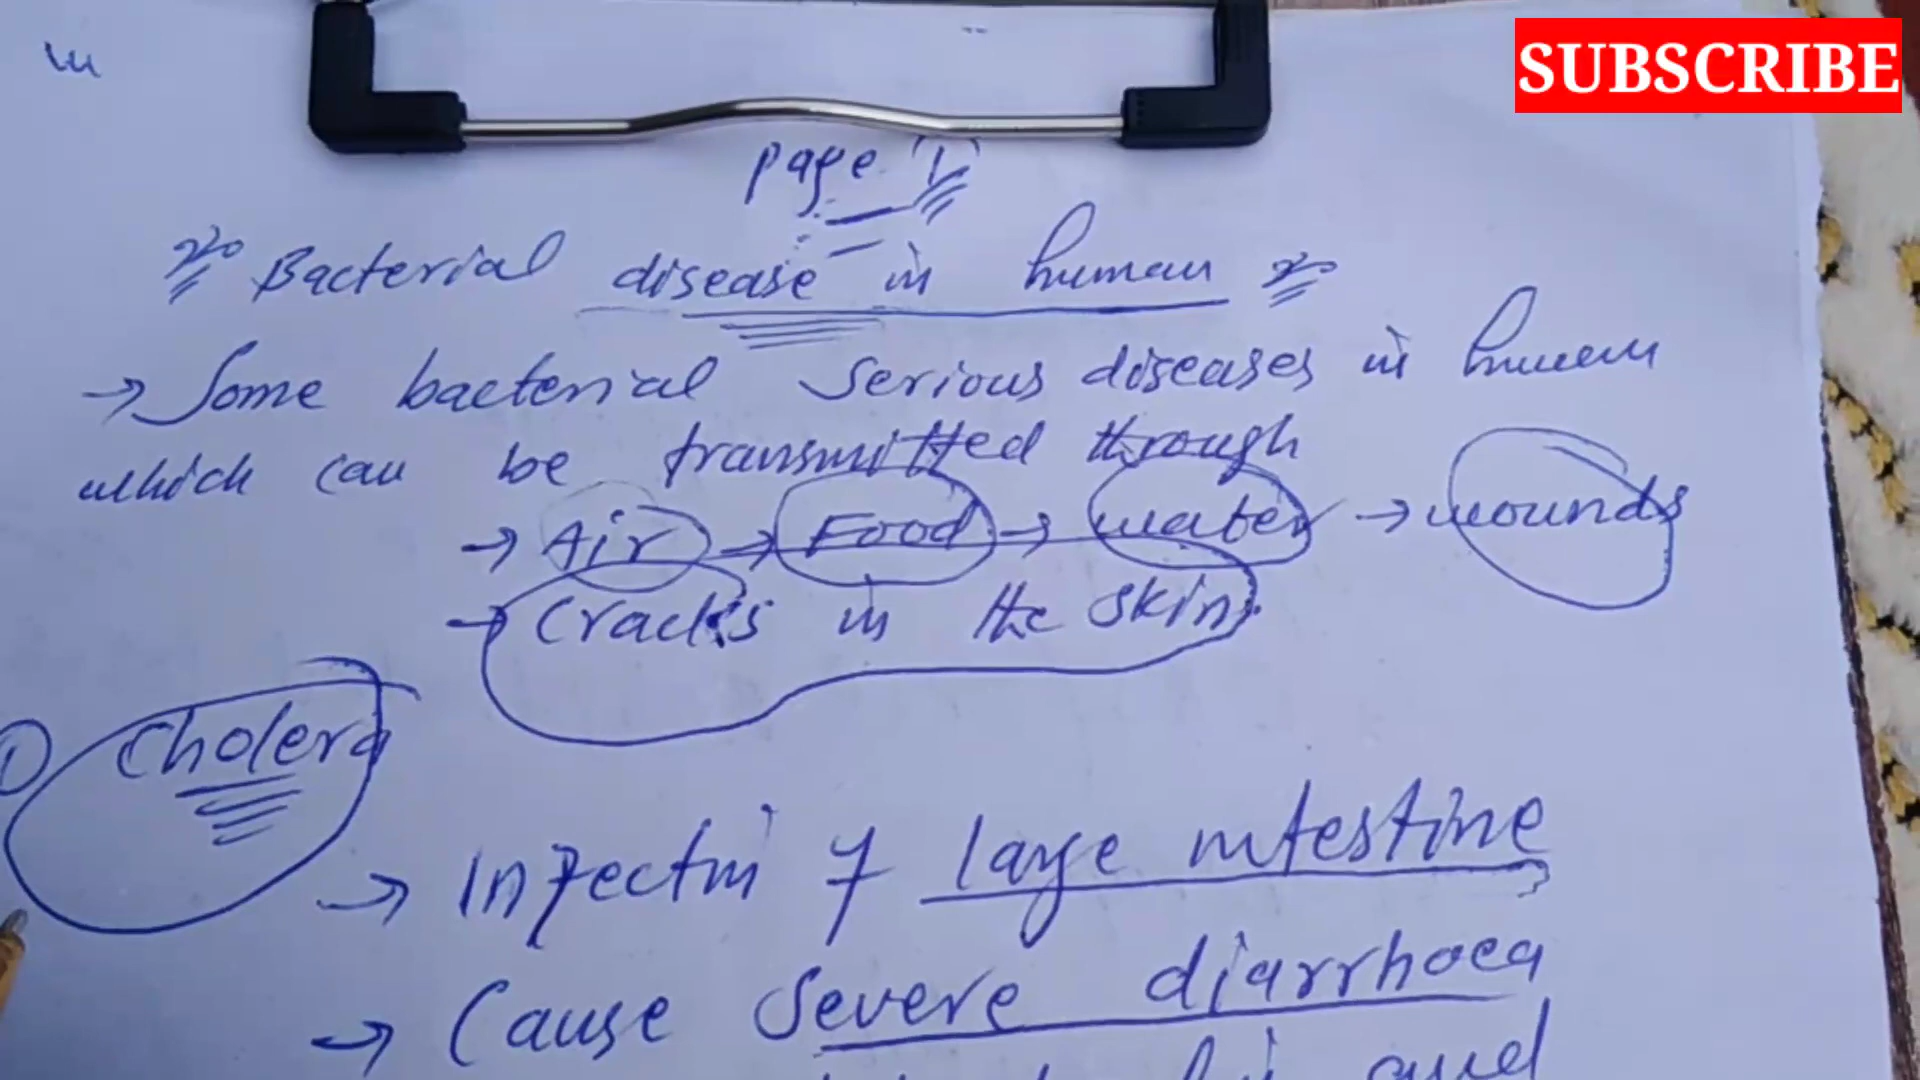 SUBSCRIBE
page 1
Bacterial disease in human
→ Some bacterial serious diseases in human
which can be transmitted through
→ Air → Food → water → wounds
→ Cracks in the skin.
① Cholera
→ Infection of large intestine
→ Cause severe diarrhoea
and